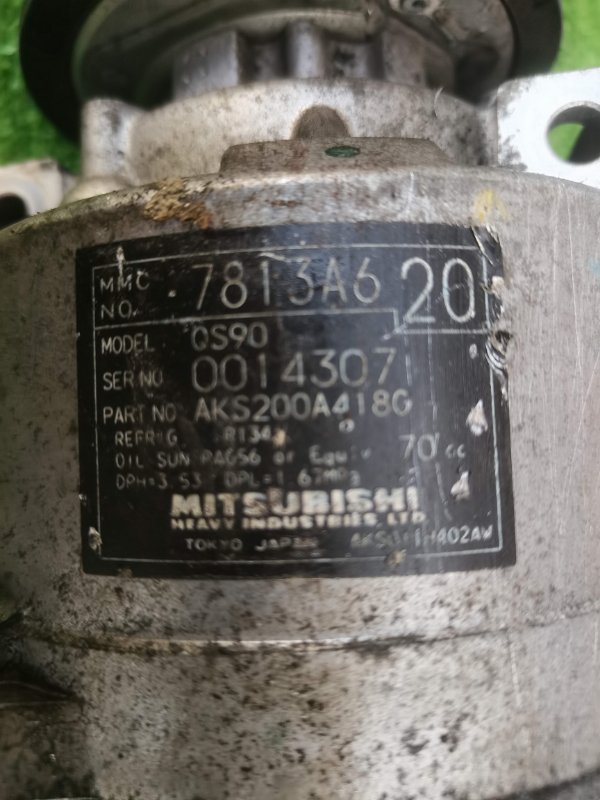 MMC NO. 7813A6 20
MODEL QS90
SER NO 0014307
PART NO. AKS200A418G
REFRIG. R134a
OIL SUN PAG56 or Equiv 70 cc
DPH=3.53 DPL=1.67MPa
MITSUBISHI
HEAVY INDUSTRIES, LTD.
TOKYO JAPAN